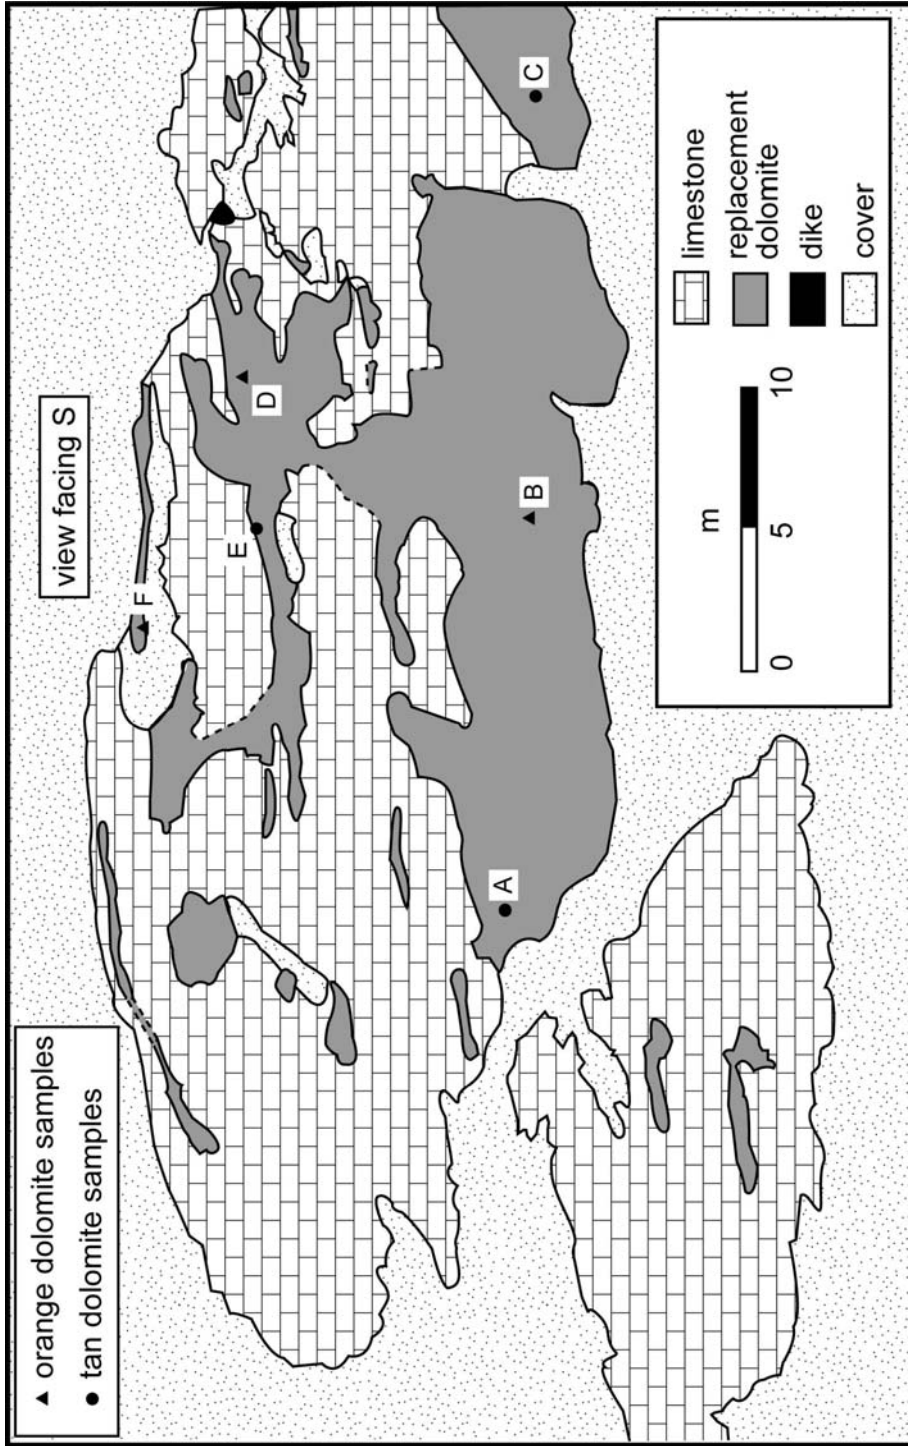 ▲ orange dolomite samples
● tan dolomite samples
view facing S
F
E
D
A
B
C
m
0 5 10
limestone
replacement
dolomite
dike
cover